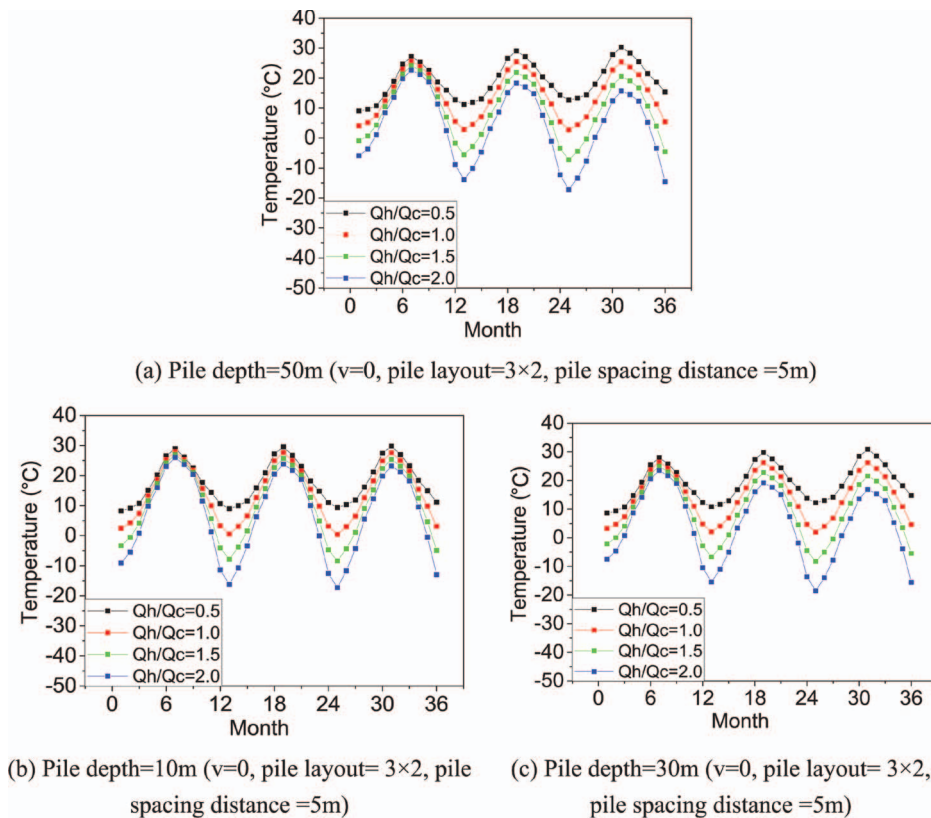 40
30
20
10
0
-10
-20
-30
-40
-50
Temperature (°C)
Qh/Qc=0.5
Qh/Qc=1.0
Qh/Qc=1.5
Qh/Qc=2.0
0 6 12 18 24 30 36
Month
(a) Pile depth=50m (v=0, pile layout=3×2, pile spacing distance =5m)
40
30
20
10
0
-10
-20
-30
-40
-50
Temperature (°C)
Qh/Qc=0.5
Qh/Qc=1.0
Qh/Qc=1.5
Qh/Qc=2.0
0 6 12 18 24 30 36
Month
(b) Pile depth=10m (v=0, pile layout= 3×2, pile
spacing distance =5m)
40
30
20
10
0
-10
20
-30
-40
50
Temperature (°C)
Qh/Qc=0.5
Qh/Qc=1.0
Qh/Qc=1.5
Qh/Qc=2.0
0 6 12 18 24 30 36
Month
(c) Pile depth=30m (v=0, pile layout= 3×2,
pile spacing distance =5m)